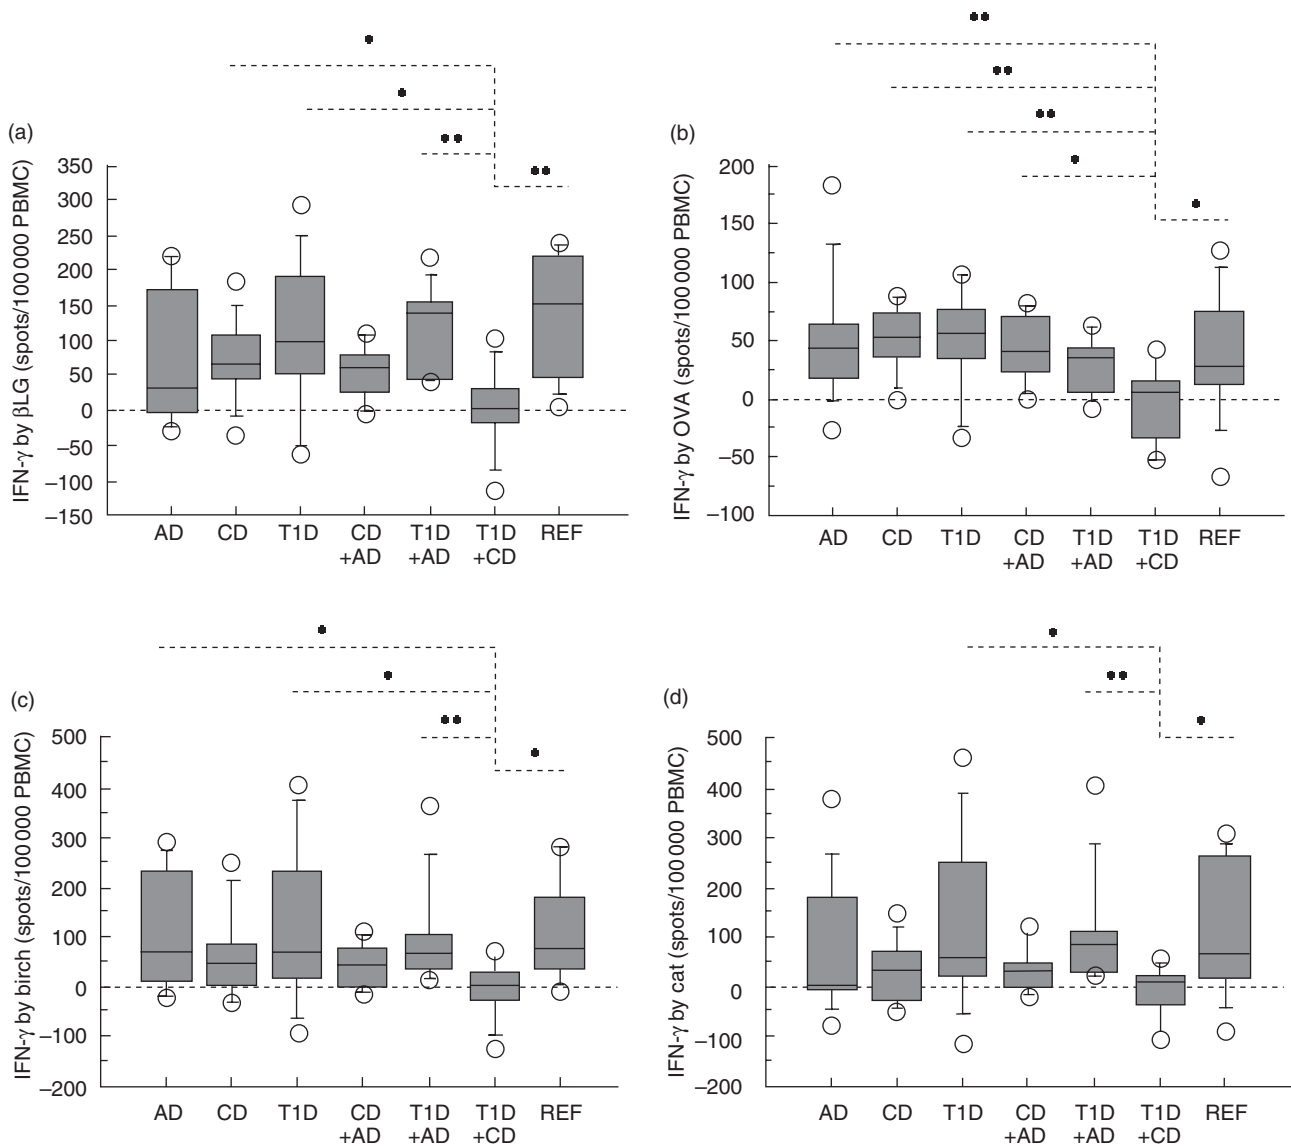 (a)
IFN-γ by βLG (spots/100 000 PBMC)
350
300
250
200
150
100
50
0
−50
−100
−150
AD CD T1D CD T1D T1D REF
+AD +AD +CD
* * ** **
(b)
IFN-γ by OVA (spots/100 000 PBMC)
200
150
100
50
0
−50
−100
AD CD T1D CD T1D T1D REF
+AD +AD +CD
** ** ** * *
(c)
IFN-γ by birch (spots/100 000 PBMC)
500
400
300
200
100
0
−100
−200
AD CD T1D CD T1D T1D REF
+AD +AD +CD
* * ** *
(d)
IFN-γ by cat (spots/100 000 PBMC)
500
400
300
200
100
0
−100
−200
AD CD T1D CD T1D T1D REF
+AD +AD +CD
* ** *